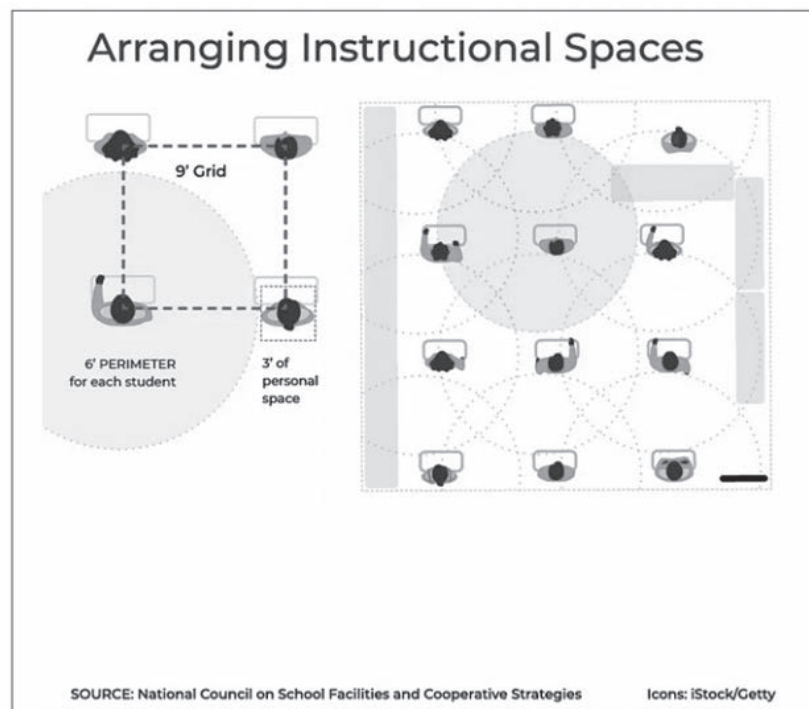 Arranging Instructional Spaces
9' Grid
6' PERIMETER
for each student
3' of
personal
space
SOURCE: National Council on School Facilities and Cooperative Strategies
Icons: iStock/Getty